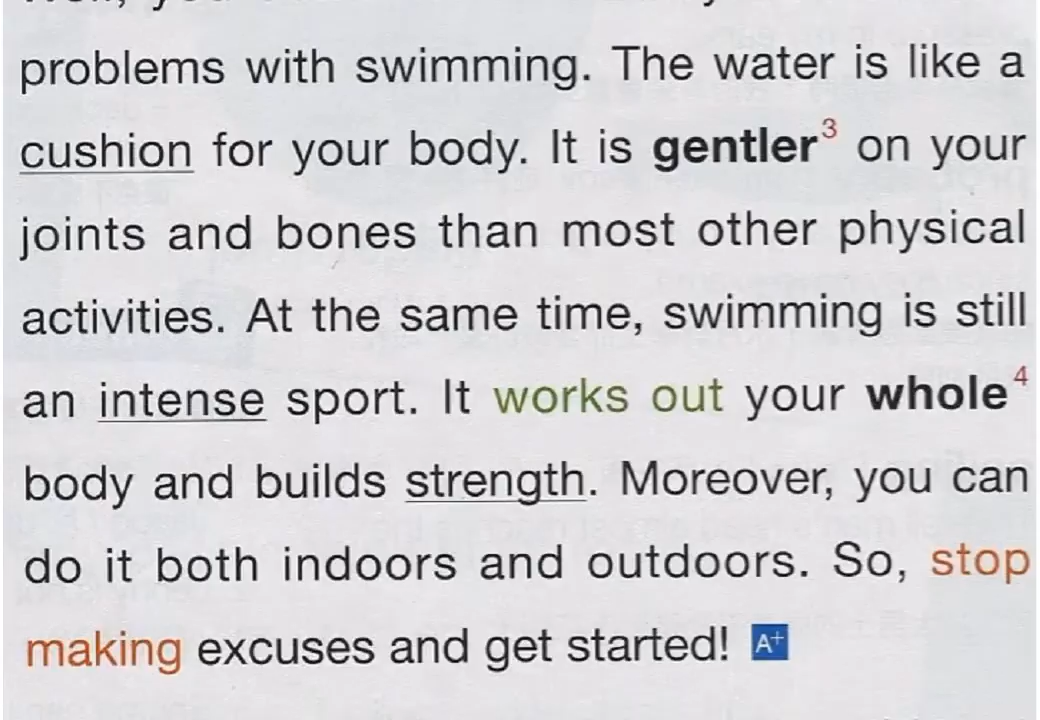 problems with swimming. The water is like a
cushion for your body. It is gentler³ on your
joints and bones than most other physical
activities. At the same time, swimming is still
an intense sport. It works out your whole⁴
body and builds strength. Moreover, you can
do it both indoors and outdoors. So, stop
making excuses and get started! A+